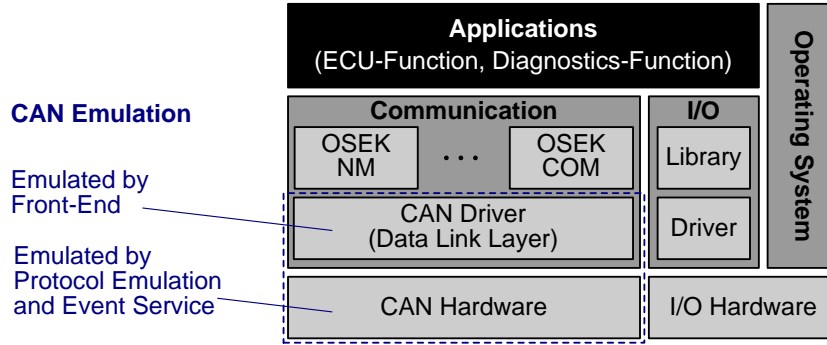 Applications
(ECU-Function, Diagnostics-Function)
Operating System
CAN Emulation
Communication
I/O
OSEK
NM
. . .
OSEK
COM
Library
Emulated by
Front-End
CAN Driver
(Data Link Layer)
Driver
Emulated by
Protocol Emulation
and Event Service
CAN Hardware
I/O Hardware